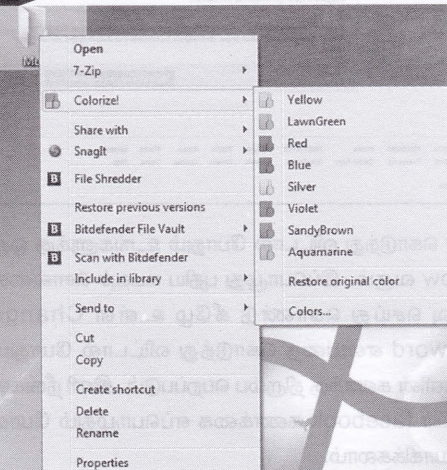 Open
7-Zip
Colorize!
Share with
SnagIt
File Shredder
Restore previous versions
Bitdefender File Vault
Scan with Bitdefender
Include in library
Send to
Cut
Copy
Create shortcut
Delete
Rename
Properties
Yellow
LawnGreen
Red
Blue
Silver
Violet
SandyBrown
Aquamarine
Restore original color
Colors...